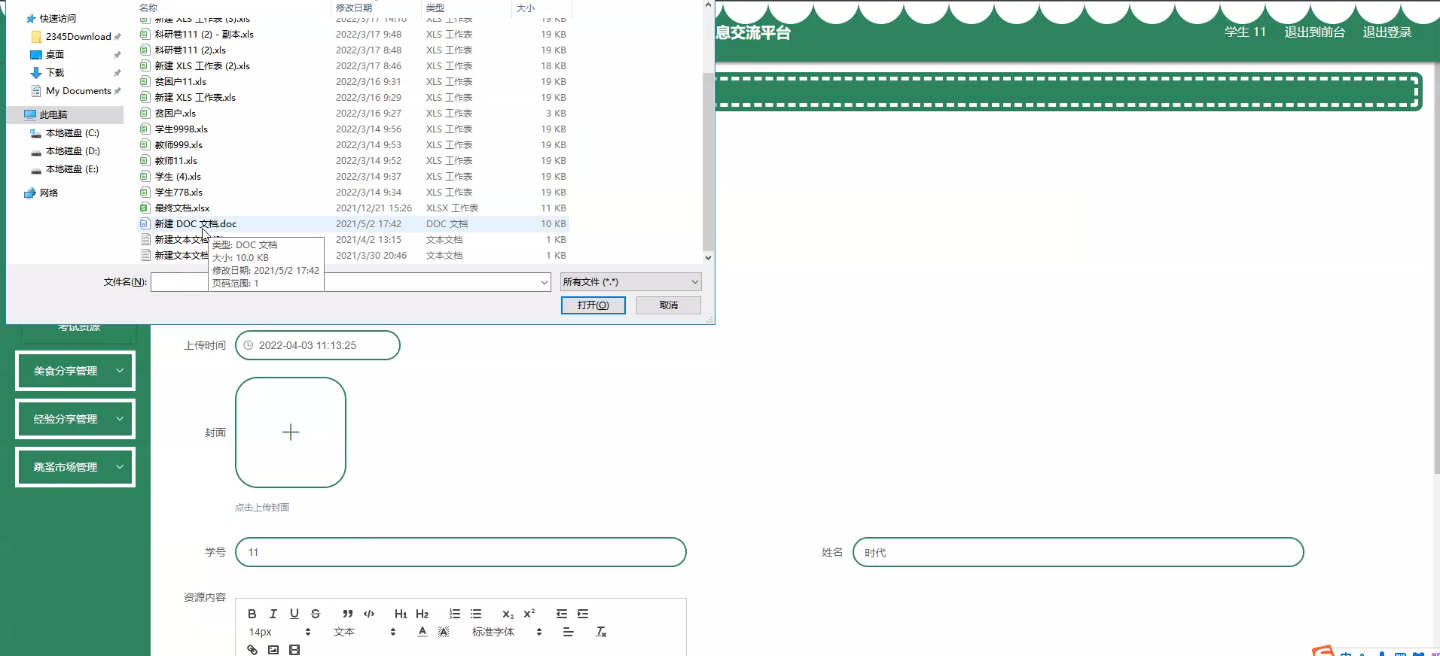 名称 修改日期 类型 大小
快速访问
2345Download
桌面
下载
My Documents
此电脑
本地磁盘 (C:)
本地磁盘 (D:)
本地磁盘 (E:)
网络
新建 XLS 工作表 (3).xls 2022/3/17 14:10 XLS 工作表 19 KB
科研巷111 (2) - 副本.xls 2022/3/17 9:48 XLS 工作表 19 KB
科研巷111 (2).xls 2022/3/17 8:48 XLS 工作表 19 KB
新建 XLS 工作表 (2).xls 2022/3/17 8:46 XLS 工作表 18 KB
贫困户11.xls 2022/3/16 9:31 XLS 工作表 19 KB
新建 XLS 工作表.xls 2022/3/16 9:29 XLS 工作表 19 KB
贫困户.xls 2022/3/16 9:27 XLS 工作表 3 KB
学生9998.xls 2022/3/14 9:56 XLS 工作表 19 KB
教师999.xls 2022/3/14 9:53 XLS 工作表 19 KB
教师11.xls 2022/3/14 9:52 XLS 工作表 19 KB
学生 (4).xls 2022/3/14 9:37 XLS 工作表 19 KB
学生778.xls 2022/3/14 9:34 XLS 工作表 19 KB
最终文档.xlsx 2021/12/21 15:26 XLSX 工作表 11 KB
新建 DOC 文档.doc 2021/5/2 17:42 DOC 文档 10 KB
新建文本文档 2021/4/2 13:15 文本文档 1 KB
新建文本文档 2021/3/30 20:46 文本文档 1 KB
类型: DOC 文档
大小: 10.0 KB
修改日期: 2021/5/2 17:42
页码范围: 1
文件名(N): 所有文件 (*.*)
打开(O) 取消
息交流平台 学生 11 退出到前台 退出登录
考试资源
美食分享管理
经验分享管理
跳蚤市场管理
上传时间 2022-04-03 11:13:25
封面
点击上传封面
学号 11 姓名 时代
资源内容
B I U S H1 H2 X2 X2
14px 文本 A A 标准字体 Tx
中